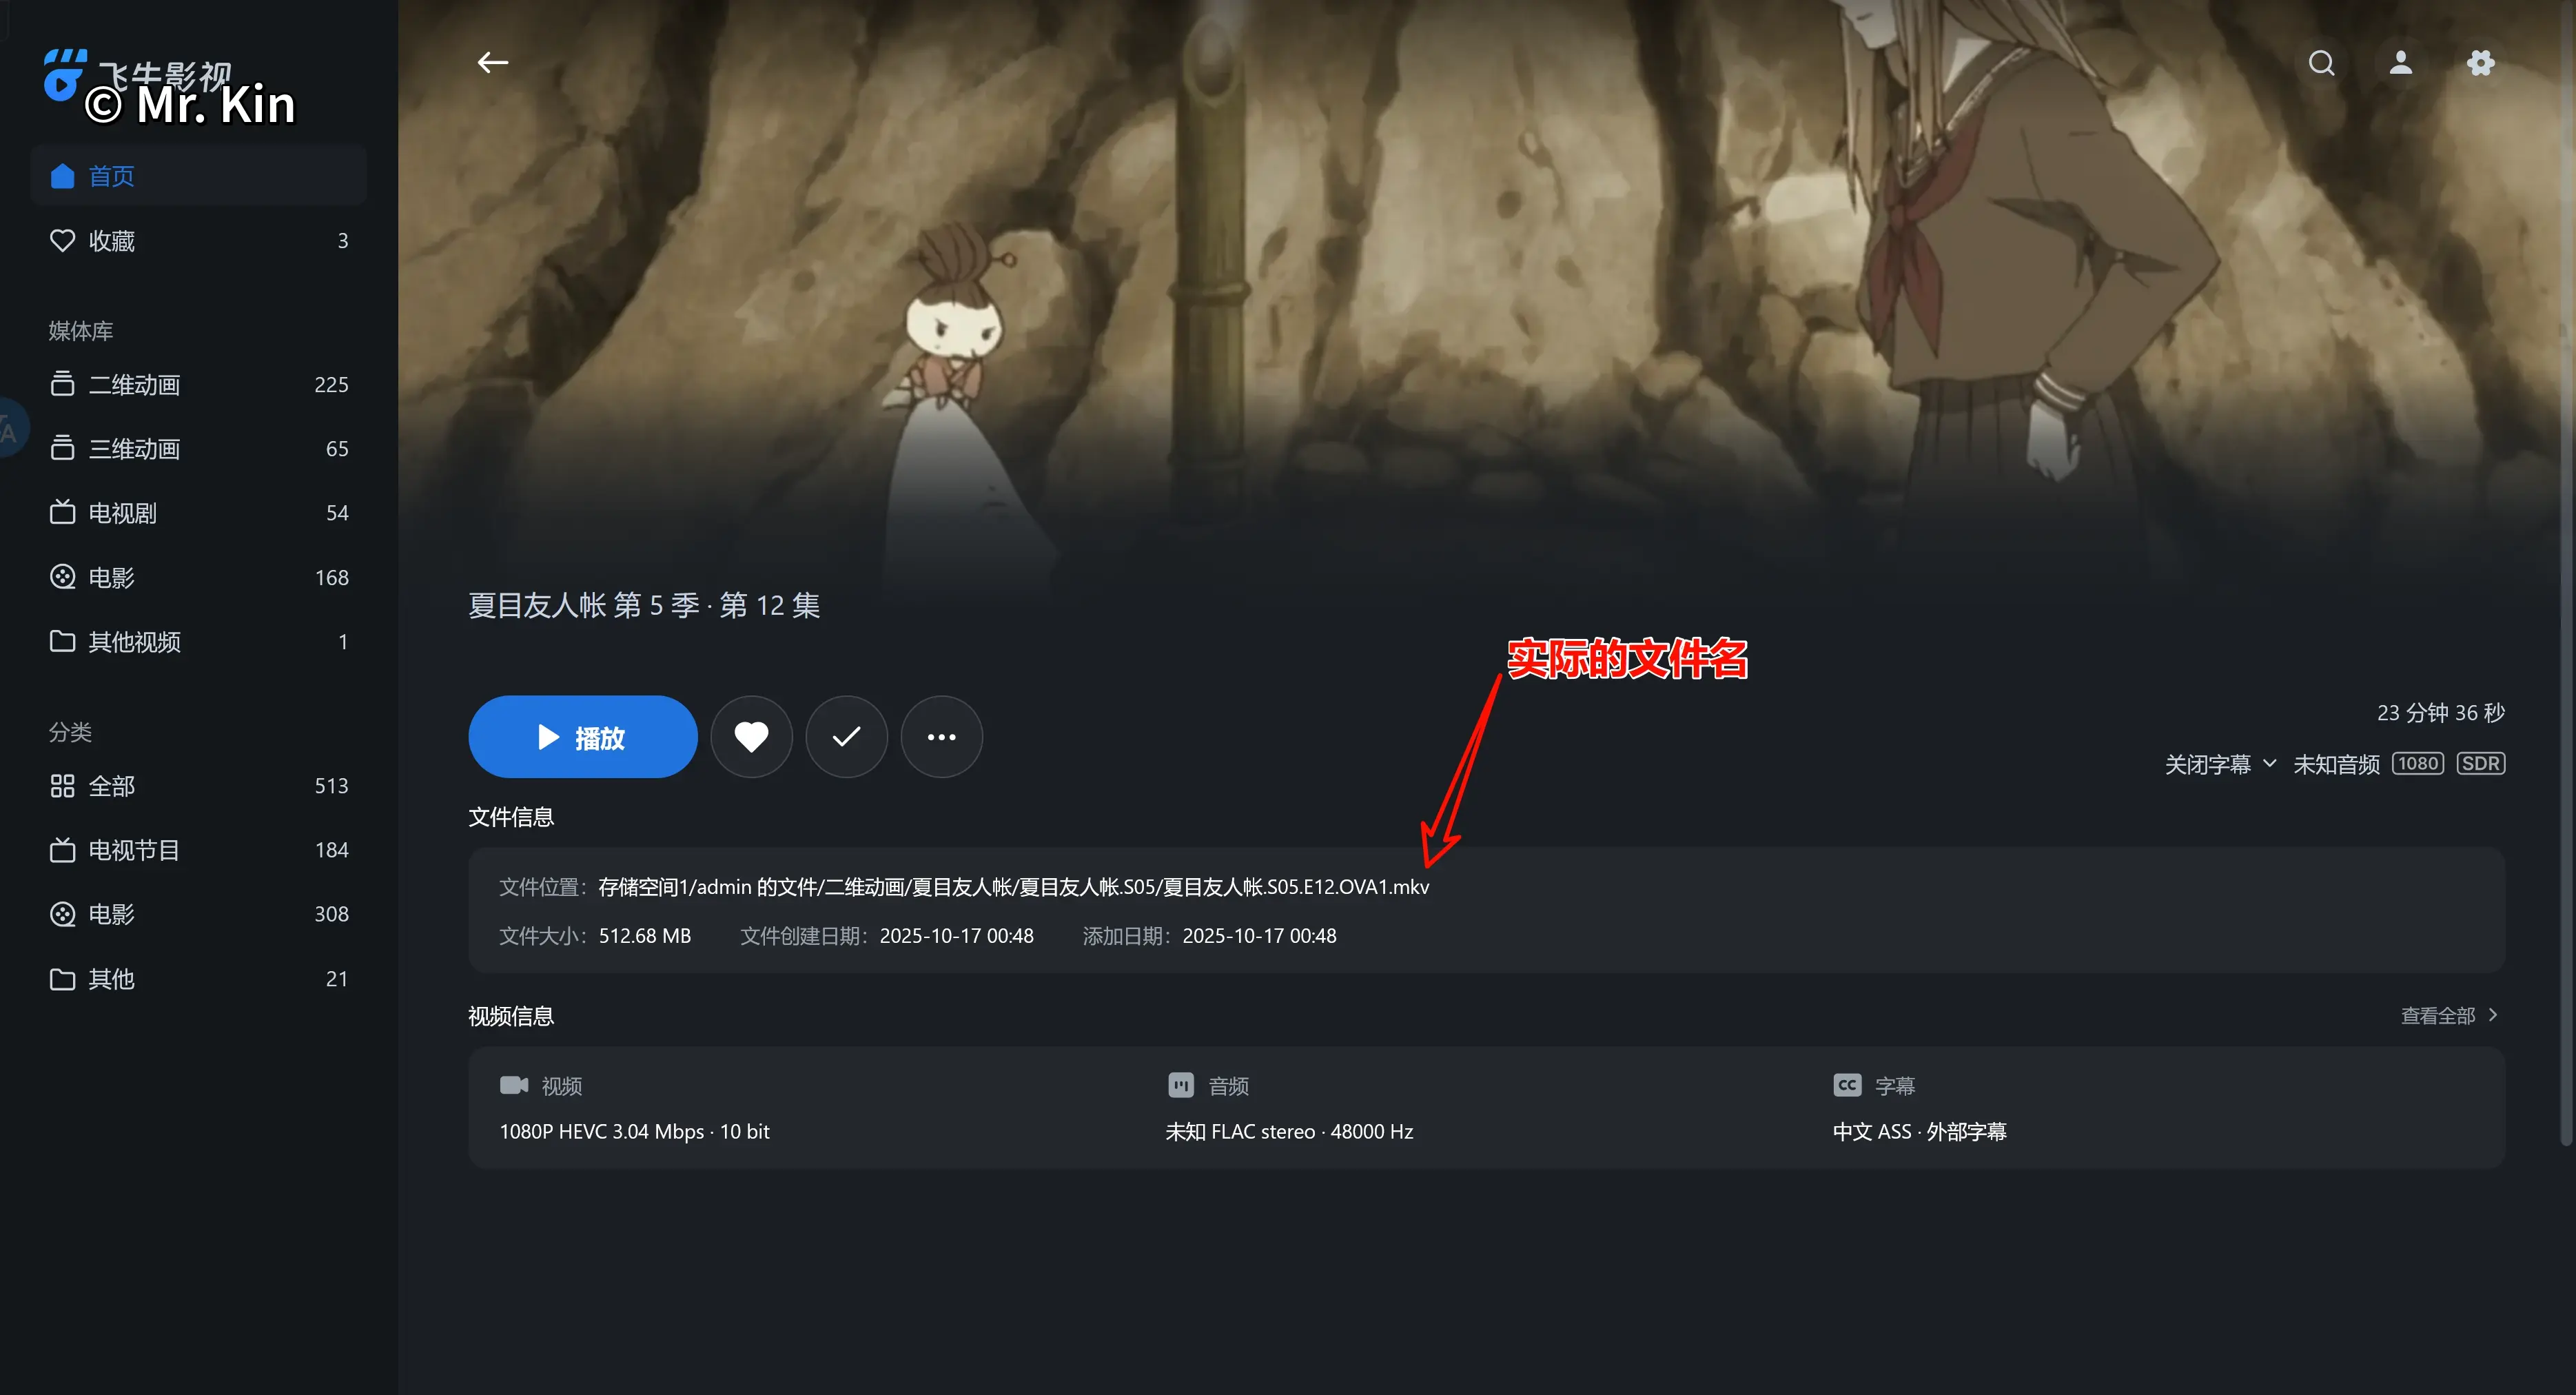 飞牛影视
© Mr. Kin
首页
收藏 3
媒体库
二维动画 225
三维动画 65
电视剧 54
电影 168
其他视频 1
分类
全部 513
电视节目 184
电影 308
其他 21
夏目友人帐 第 5 季 · 第 12 集
实际的文件名
播放
23 分钟 36 秒
关闭字幕 未知音频 1080 SDR
文件信息
文件位置：存储空间1/admin 的文件/二维动画/夏目友人帐/夏目友人帐.S05/夏目友人帐.S05.E12.OVA1.mkv
文件大小：512.68 MB 文件创建日期：2025-10-17 00:48 添加日期：2025-10-17 00:48
视频信息 查看全部
视频 音频 CC 字幕
1080P HEVC 3.04 Mbps · 10 bit 未知 FLAC stereo · 48000 Hz 中文 ASS · 外部字幕